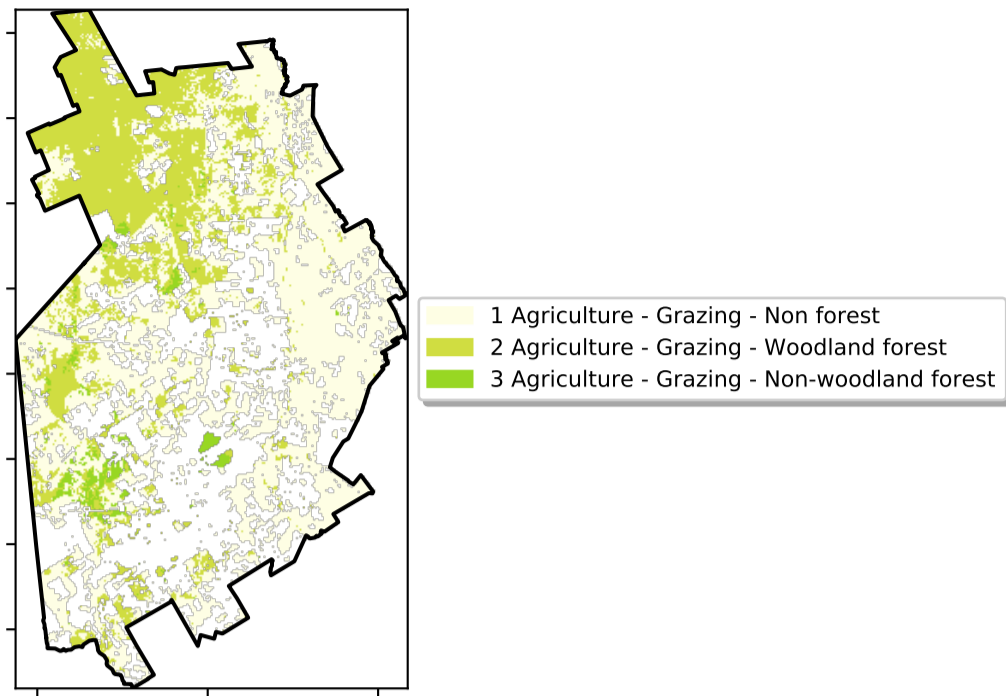 1 Agriculture - Grazing - Non forest
2 Agriculture - Grazing - Woodland forest
3 Agriculture - Grazing - Non-woodland forest